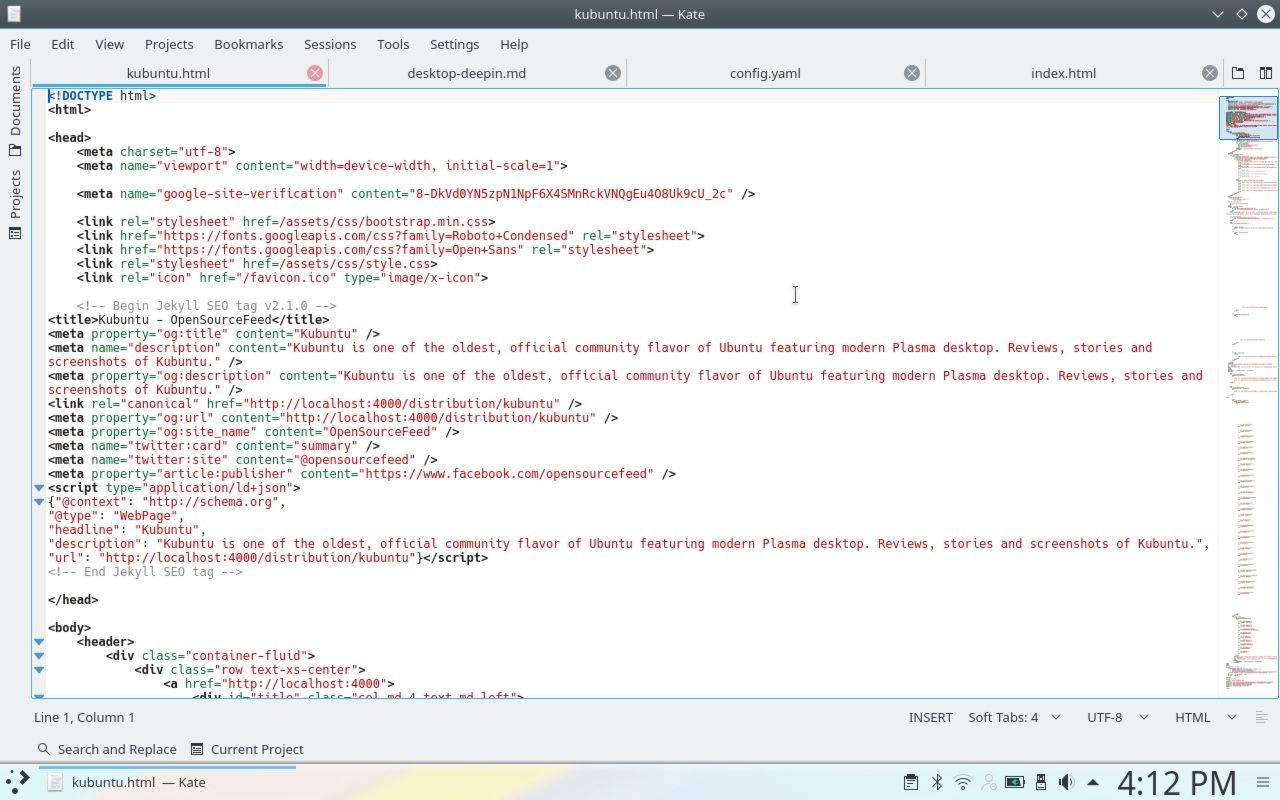 kubuntu.html — Kate
File Edit View Projects Bookmarks Sessions Tools Settings Help
kubuntu.html desktop-deepin.md config.yaml index.html
Documents
Projects
<!DOCTYPE html>
<html>
<head>
<meta charset="utf-8">
<meta name="viewport" content="width=device-width, initial-scale=1">
<meta name="google-site-verification" content="8-DkVd0YN5zpN1NpF6X4SMnRckVNQgEu4O8Uk9cU_2c" />
<link rel="stylesheet" href=/assets/css/bootstrap.min.css>
<link href="https://fonts.googleapis.com/css?family=Roboto+Condensed" rel="stylesheet">
<link href="https://fonts.googleapis.com/css?family=Open+Sans" rel="stylesheet">
<link rel="stylesheet" href=/assets/css/style.css>
<link rel="icon" href="/favicon.ico" type="image/x-icon">
<!-- Begin Jekyll SEO tag v2.1.0 -->
<title>Kubuntu - OpenSourceFeed</title>
<meta property="og:title" content="Kubuntu" />
<meta name="description" content="Kubuntu is one of the oldest, official community flavor of Ubuntu featuring modern Plasma desktop. Reviews, stories and
screenshots of Kubuntu." />
<meta property="og:description" content="Kubuntu is one of the oldest, official community flavor of Ubuntu featuring modern Plasma desktop. Reviews, stories and
screenshots of Kubuntu." />
<link rel="canonical" href="http://localhost:4000/distribution/kubuntu" />
<meta property="og:url" content="http://localhost:4000/distribution/kubuntu" />
<meta property="og:site_name" content="OpenSourceFeed" />
<meta name="twitter:card" content="summary" />
<meta name="twitter:site" content="@opensourcefeed" />
<meta property="article:publisher" content="https://www.facebook.com/opensourcefeed" />
<script type="application/ld+json">
{"@context": "http://schema.org",
"@type": "WebPage",
"headline": "Kubuntu",
"description": "Kubuntu is one of the oldest, official community flavor of Ubuntu featuring modern Plasma desktop. Reviews, stories and screenshots of Kubuntu.",
"url": "http://localhost:4000/distribution/kubuntu"}</script>
<!-- End Jekyll SEO tag -->
</head>
<body>
<header>
<div class="container-fluid">
<div class="row text-xs-center">
<a href="http://localhost:4000">
<div id="title" class="col-md-4 text-md-left">
Line 1, Column 1 INSERT Soft Tabs: 4 UTF-8 HTML
Search and Replace Current Project
kubuntu.html — Kate 4:12 PM